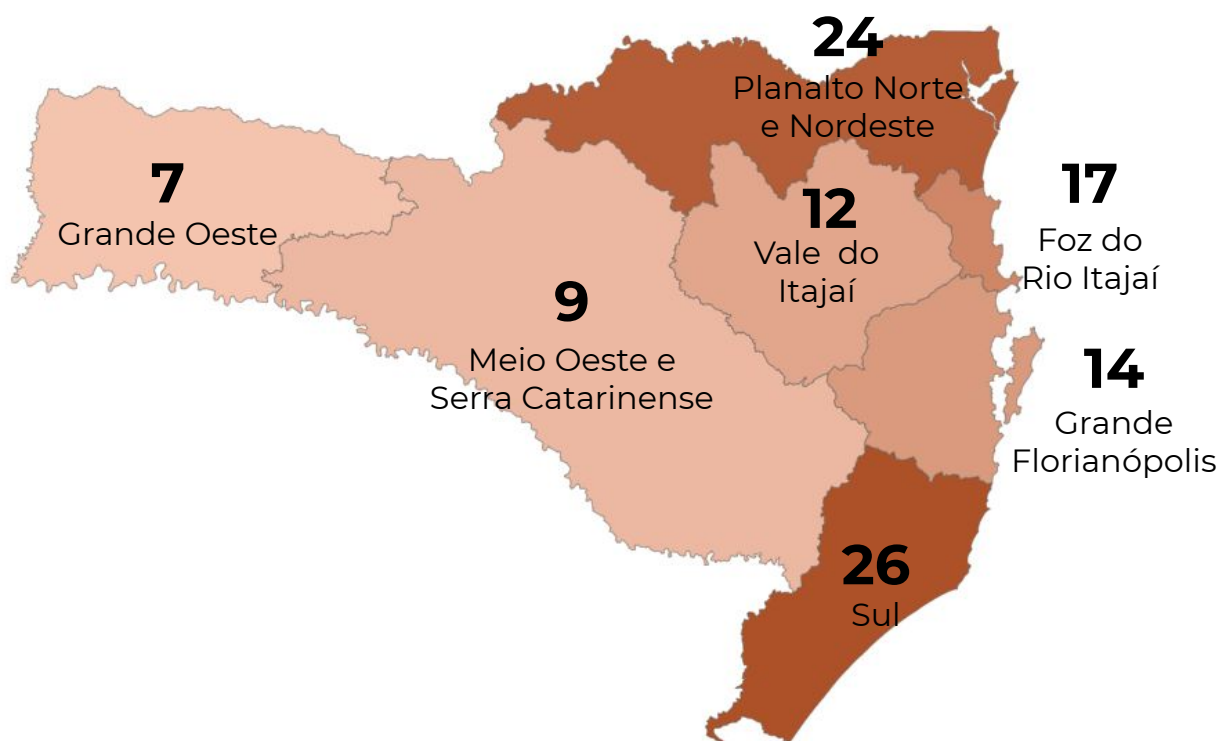 24
Planalto Norte
e Nordeste
7
Grande Oeste
12
Vale do
Itajaí
17
Foz do
Rio Itajaí
9
Meio Oeste e
Serra Catarinense
14
Grande
Florianópolis
26
Sul